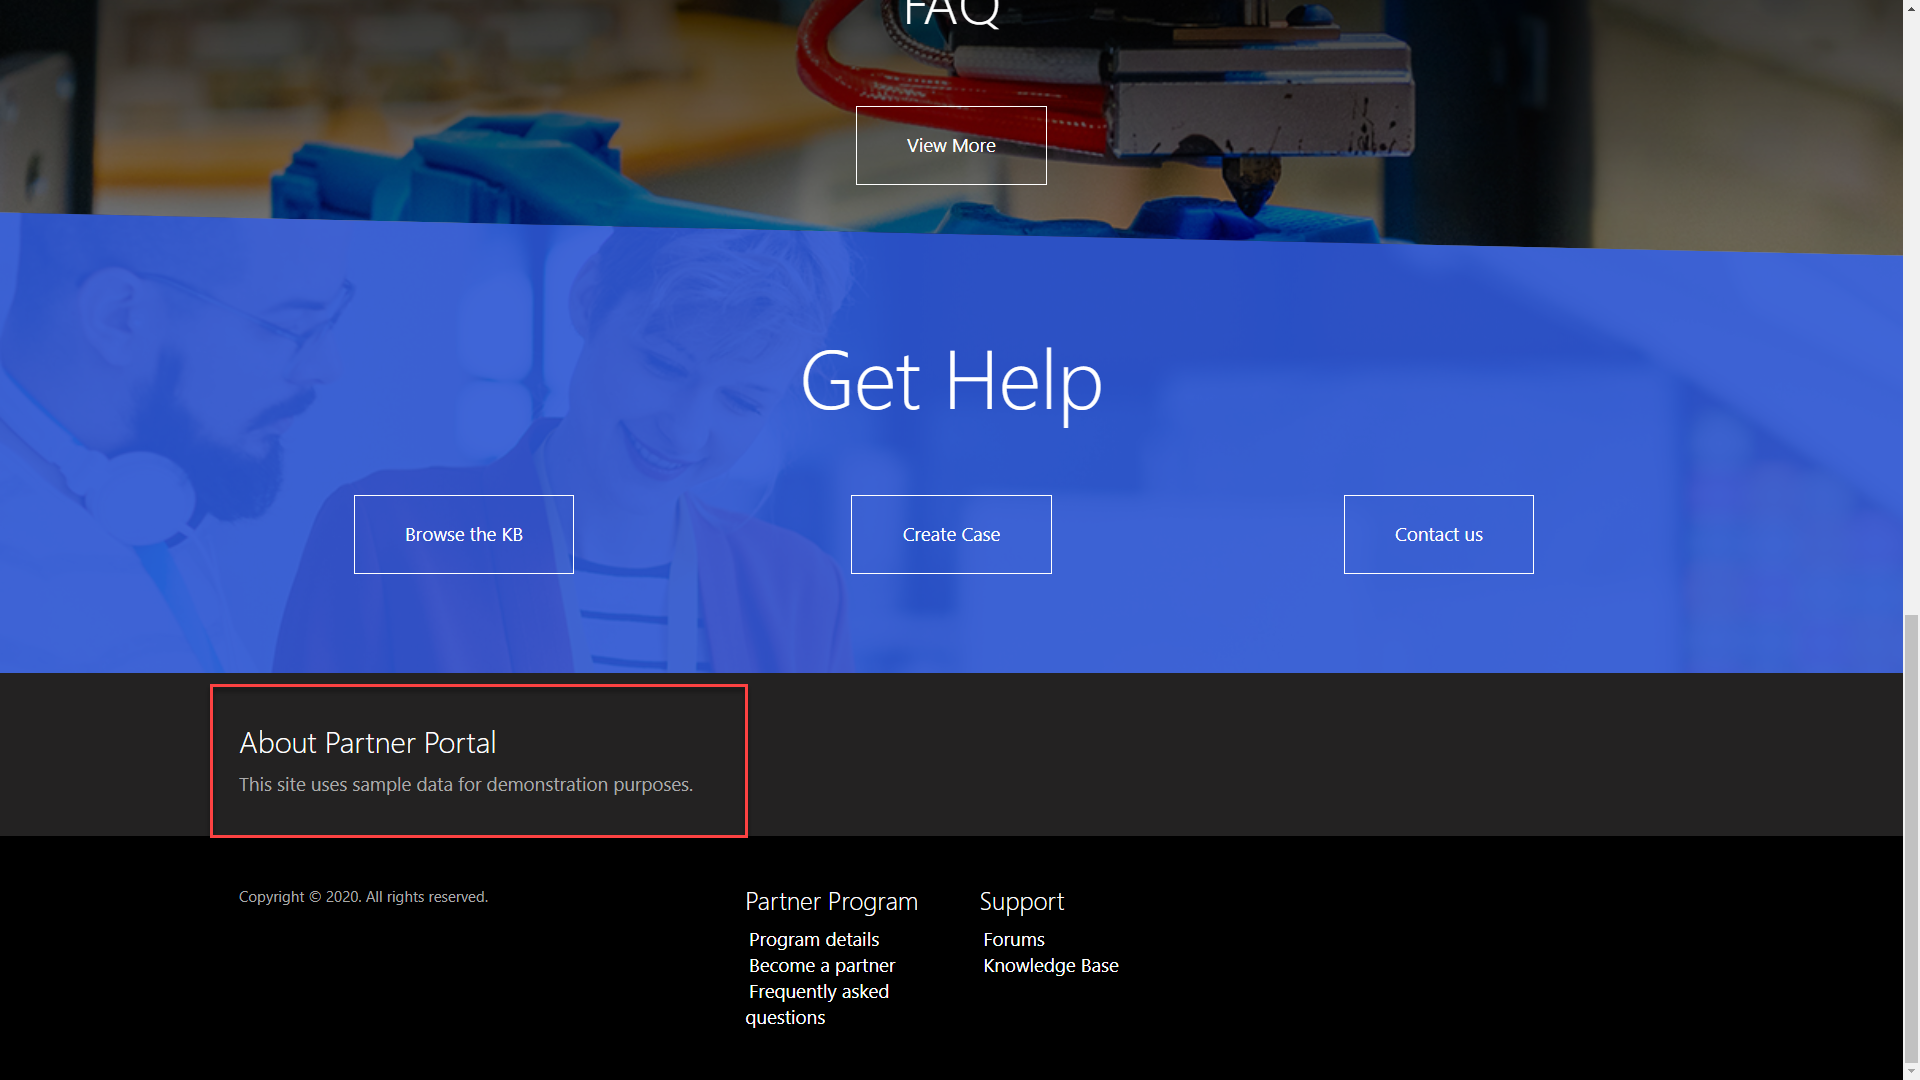 FAQ
View More
Get Help
Browse the KB
Create Case
Contact us
About Partner Portal
This site uses sample data for demonstration purposes.
Copyright © 2020. All rights reserved.
Partner Program
Program details
Become a partner
Frequently asked
questions
Support
Forums
Knowledge Base